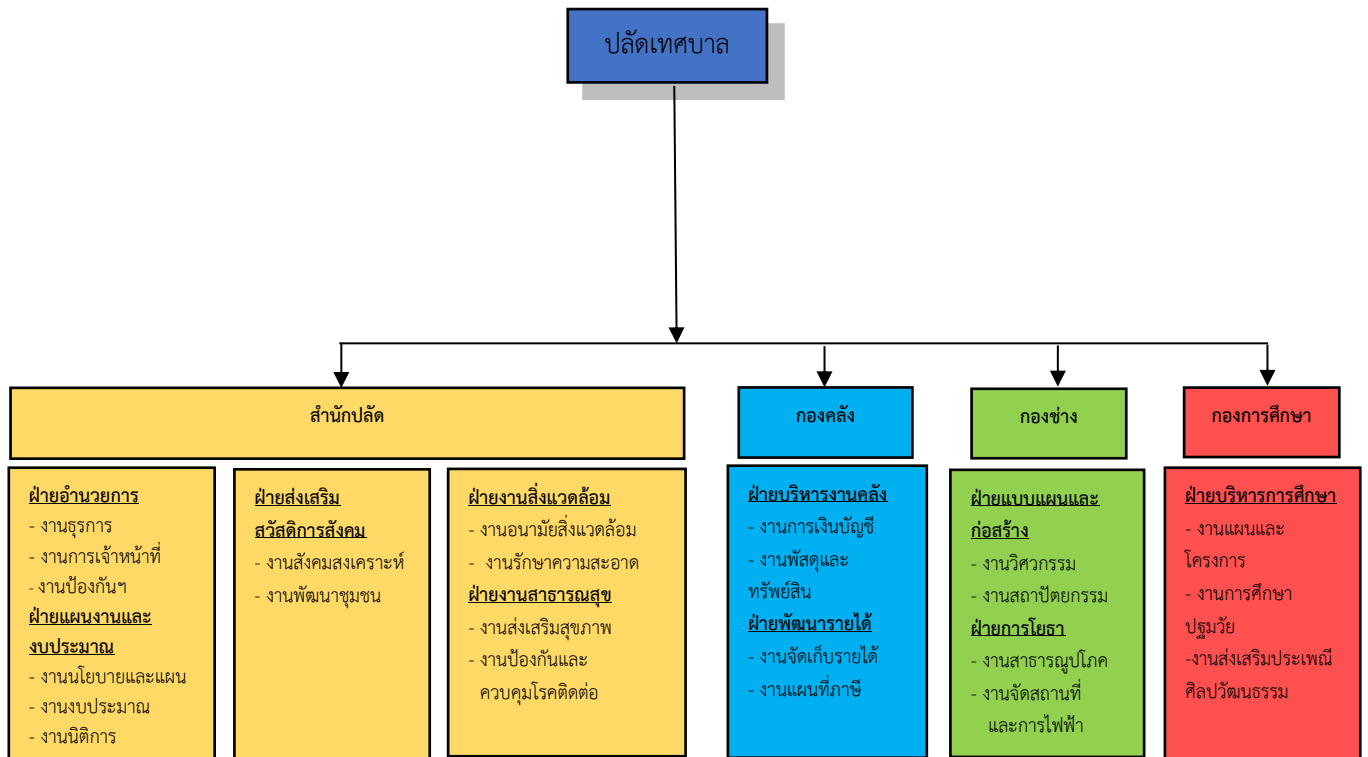 ปลัดเทศบาล
สำนักปลัด
กองคลัง
กองช่าง
กองการศึกษา
ฝ่ายอำนวยการ
- งานธุรการ
- งานการเจ้าหน้าที่
- งานป้องกันฯ
ฝ่ายแผนงานและ
งบประมาณ
- งานนโยบายและแผน
- งานงบประมาณ
- งานนิติการ
ฝ่ายส่งเสริม
สวัสดิการสังคม
- งานสังคมสงเคราะห์
- งานพัฒนาชุมชน
ฝ่ายงานสิ่งแวดล้อม
- งานอนามัยสิ่งแวดล้อม
- งานรักษาความสะอาด
ฝ่ายงานสาธารณสุข
- งานส่งเสริมสุขภาพ
- งานป้องกันและ
ควบคุมโรคติดต่อ
ฝ่ายบริหารงานคลัง
- งานการเงินบัญชี
- งานพัสดุและ
ทรัพย์สิน
ฝ่ายพัฒนารายได้
- งานจัดเก็บรายได้
- งานแผนที่ภาษี
ฝ่ายแบบแผนและ
ก่อสร้าง
- งานวิศวกรรม
- งานสถาปัตยกรรม
ฝ่ายการโยธา
- งานสาธารณูปโภค
- งานจัดสถานที่
และการไฟฟ้า
ฝ่ายบริหารการศึกษา
- งานแผนและ
โครงการ
- งานการศึกษา
ปฐมวัย
-งานส่งเสริมประเพณี
ศิลปวัฒนธรรม